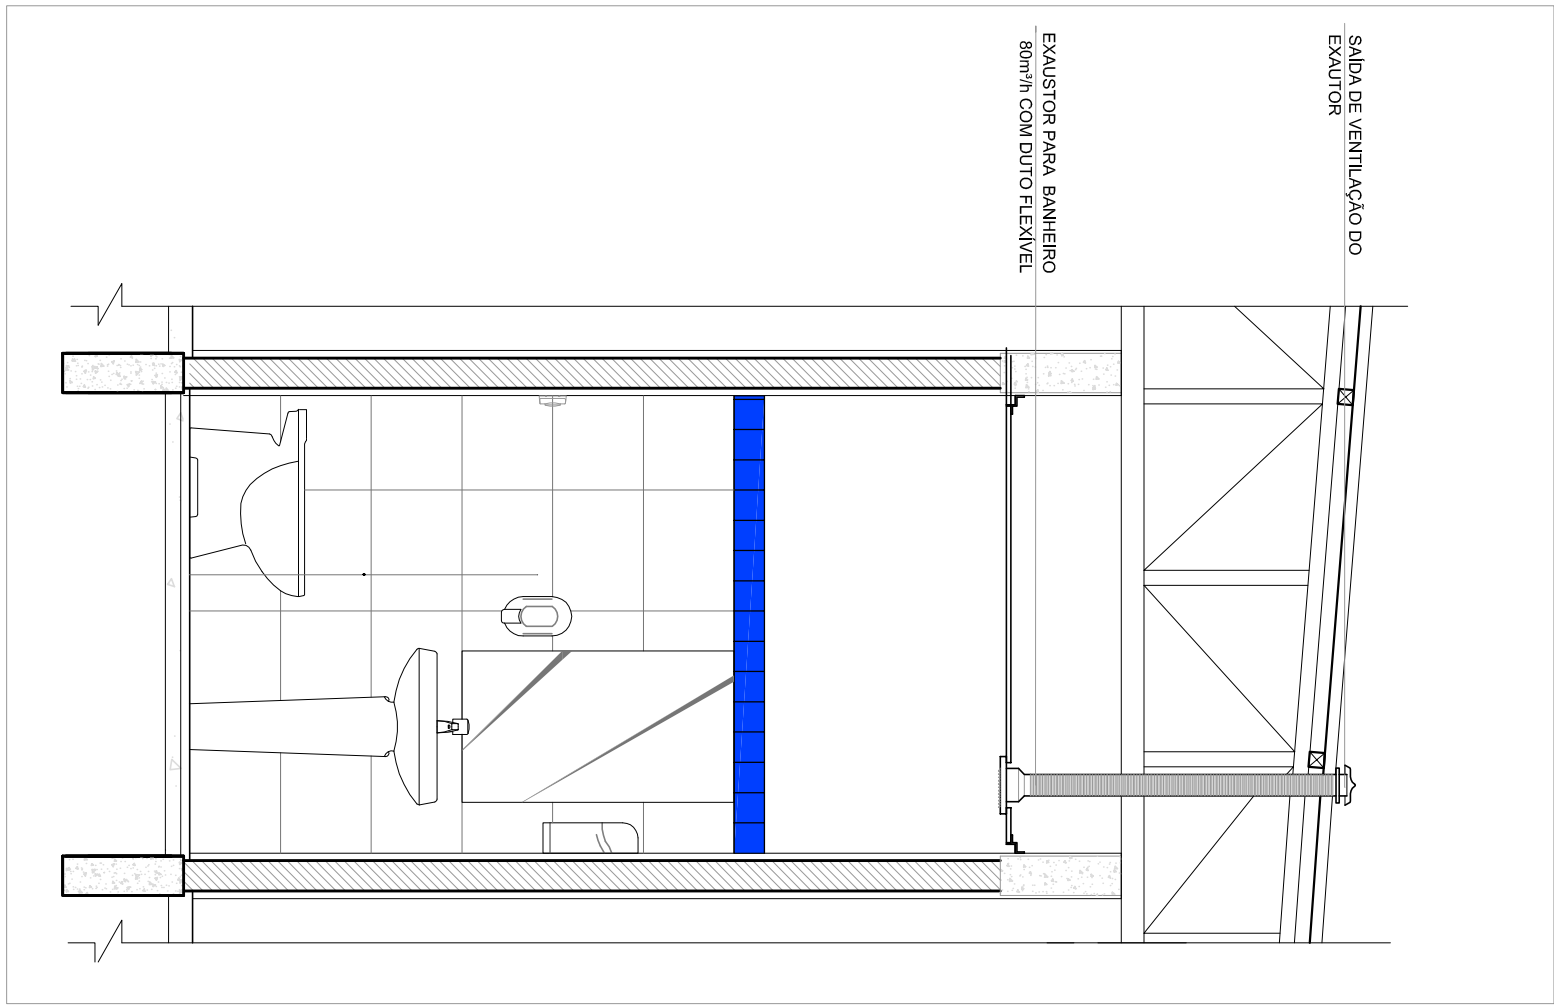 SAÍDA DE VENTILAÇÃO DO
EXAUTOR
EXAUSTOR PARA BANHEIRO
80m³/h COM DUTO FLEXÍVEL